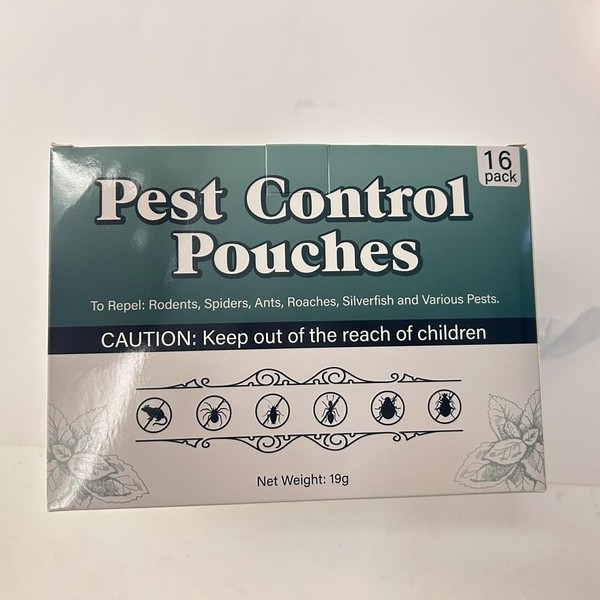 16
pack
Pest Control
Pouches
To Repel: Rodents, Spiders, Ants, Roaches, Silverfish and Various Pests.
CAUTION: Keep out of the reach of children
Net Weight: 19g